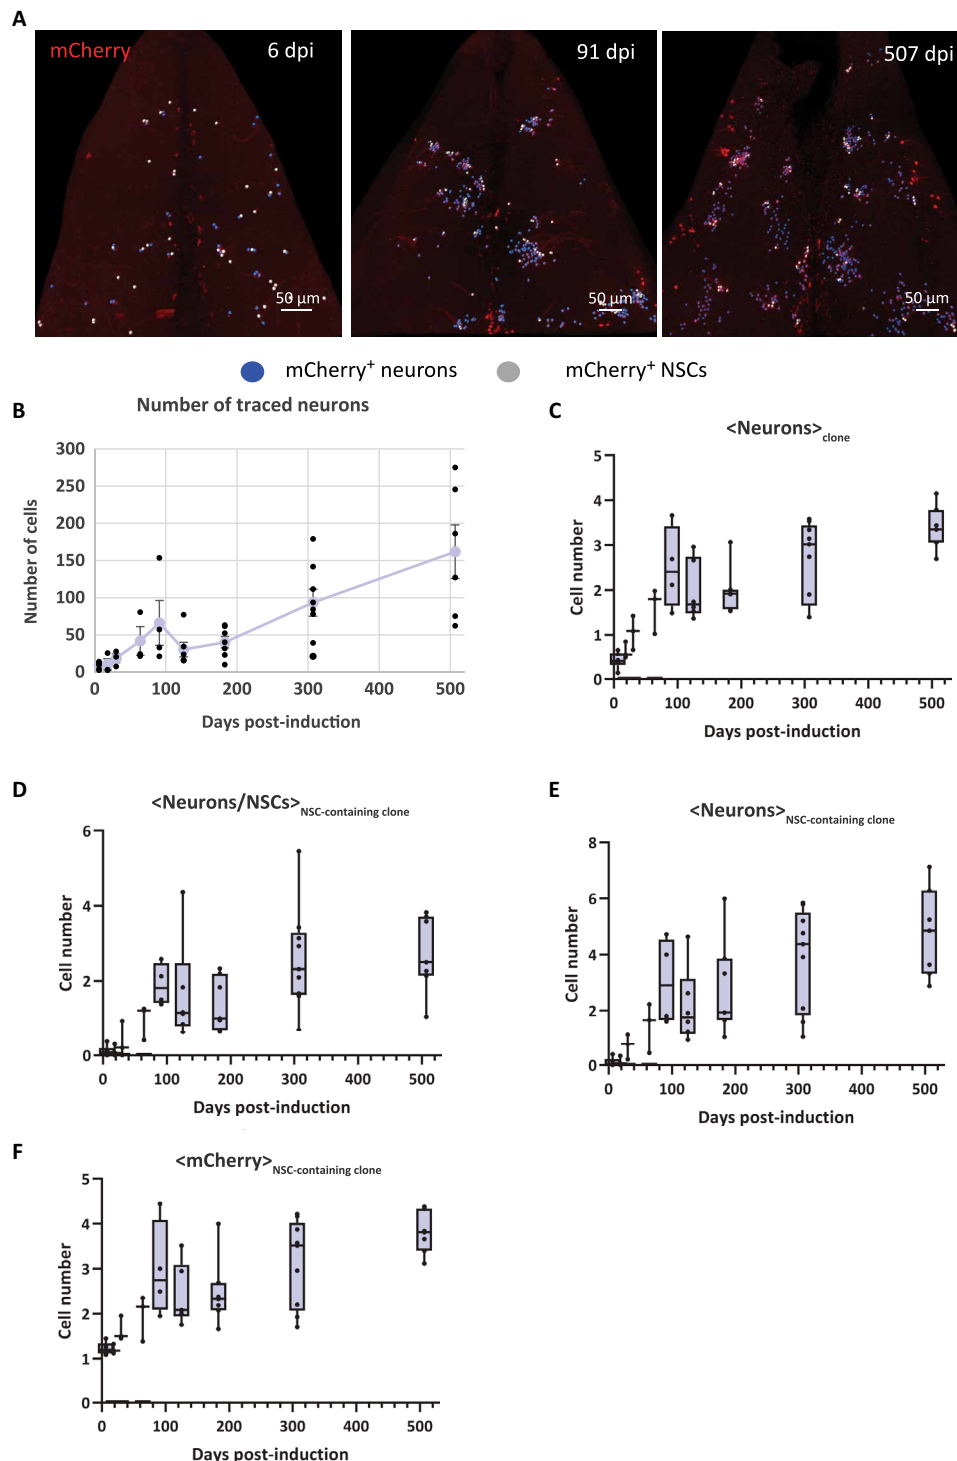 A
mCherry
6 dpi
91 dpi
507 dpi
50 µm
50 µm
50 µm
mCherry+ neurons
mCherry+ NSCs
B
Number of traced neurons
300
250
200
150
100
50
0
Number of cells
0 100 200 300 400 500
Days post-induction
C
<Neurons>clone
5
4
3
2
1
0
Cell number
0 100 200 300 400 500
Days post-induction
D
<Neurons/NSCs>NSC-containing clone
6
4
2
0
Cell number
0 100 200 300 400 500
Days post-induction
E
<Neurons>NSC-containing clone
8
6
4
2
0
Cell number
0 100 200 300 400 500
Days post-induction
F
<mCherry>NSC-containing clone
5
4
3
2
1
0
Cell number
0 100 200 300 400 500
Days post-induction